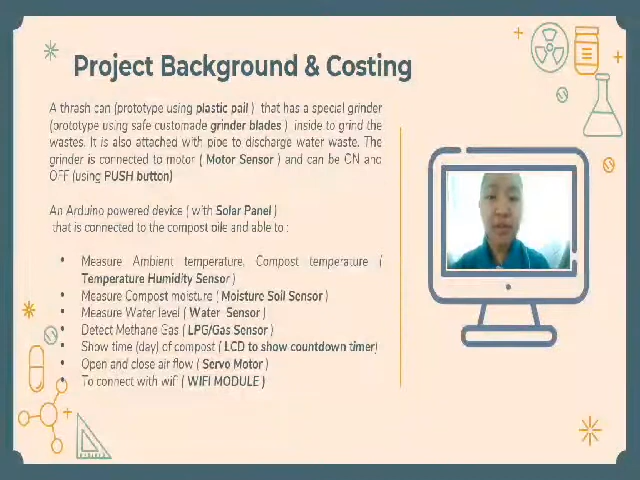 Project Background & Costing
A thrash can (prototype using plastic pail ) that has a special grinder
(prototype using safe customade grinder blades ) inside to grind the
wastes. It is also attached with pipe to discharge water waste. The
grinder is connected to motor ( Motor Sensor ) and can be ON and
OFF (using PUSH button)
An Arduino powered device ( with Solar Panel )
that is connected to the compost pile and able to :
• Measure Ambient temperature, Compost temperature (
Temperature Humidity Sensor )
• Measure Compost moisture ( Moisture Soil Sensor )
• Measure Water level ( Water Sensor )
• Detect Methane Gas ( LPG/Gas Sensor )
• Show time (day) of compost ( LCD to show countdown timer)
• Open and close air flow ( Servo Motor )
• To connect with wifi ( WIFI MODULE )